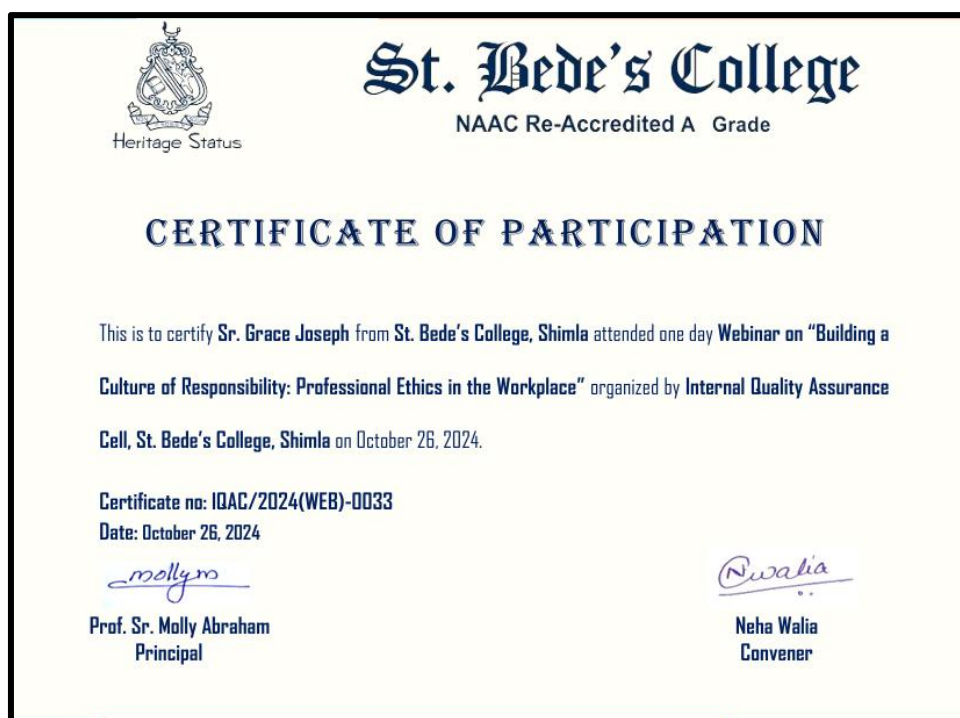 St. Bede's College
NAAC Re-Accredited A Grade
Heritage Status
CERTIFICATE OF PARTICIPATION
This is to certify Sr. Grace Joseph from St. Bede's College, Shimla attended one day Webinar on “Building a
Culture of Responsibility: Professional Ethics in the Workplace” organized by Internal Quality Assurance
Cell, St. Bede's College, Shimla on October 26, 2024.
Certificate no: IQAC/2024(WEB)-0033
Date: October 26, 2024
mollym
Nwalia
Prof. Sr. Molly Abraham
Principal
Neha Walia
Convener